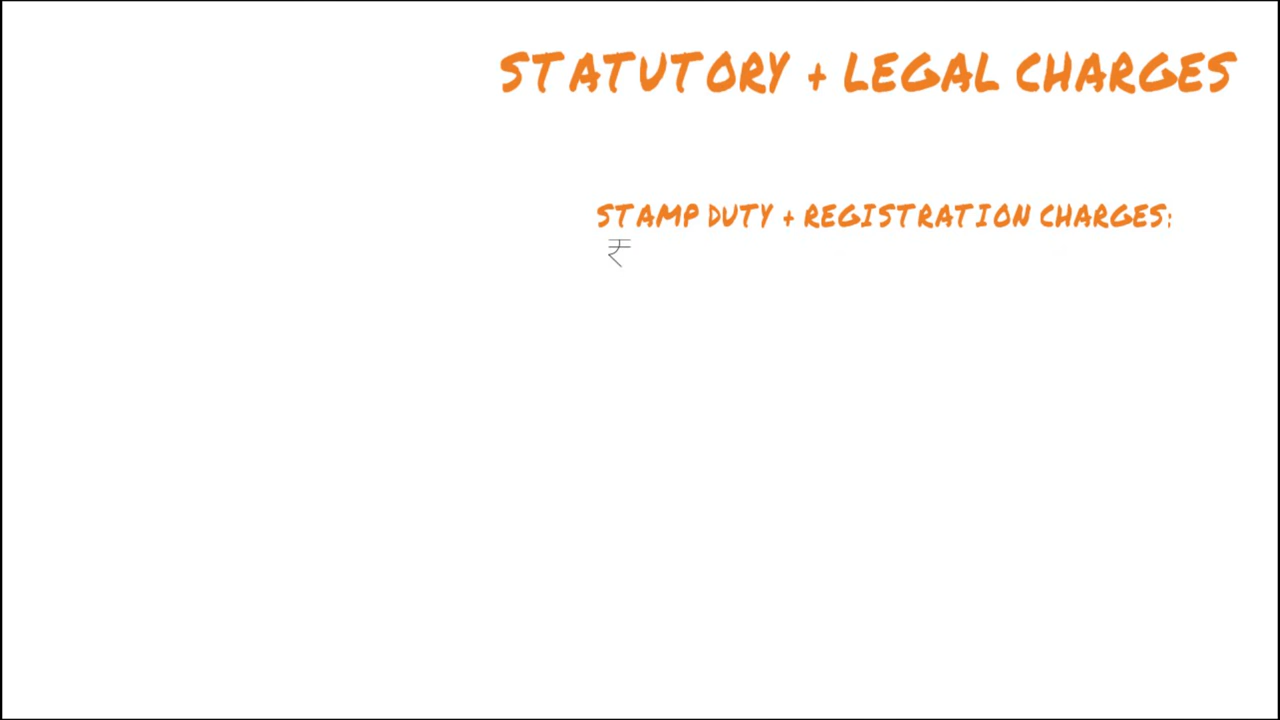 STATUTORY + LEGAL CHARGES
STAMP DUTY + REGISTRATION CHARGES:
₹